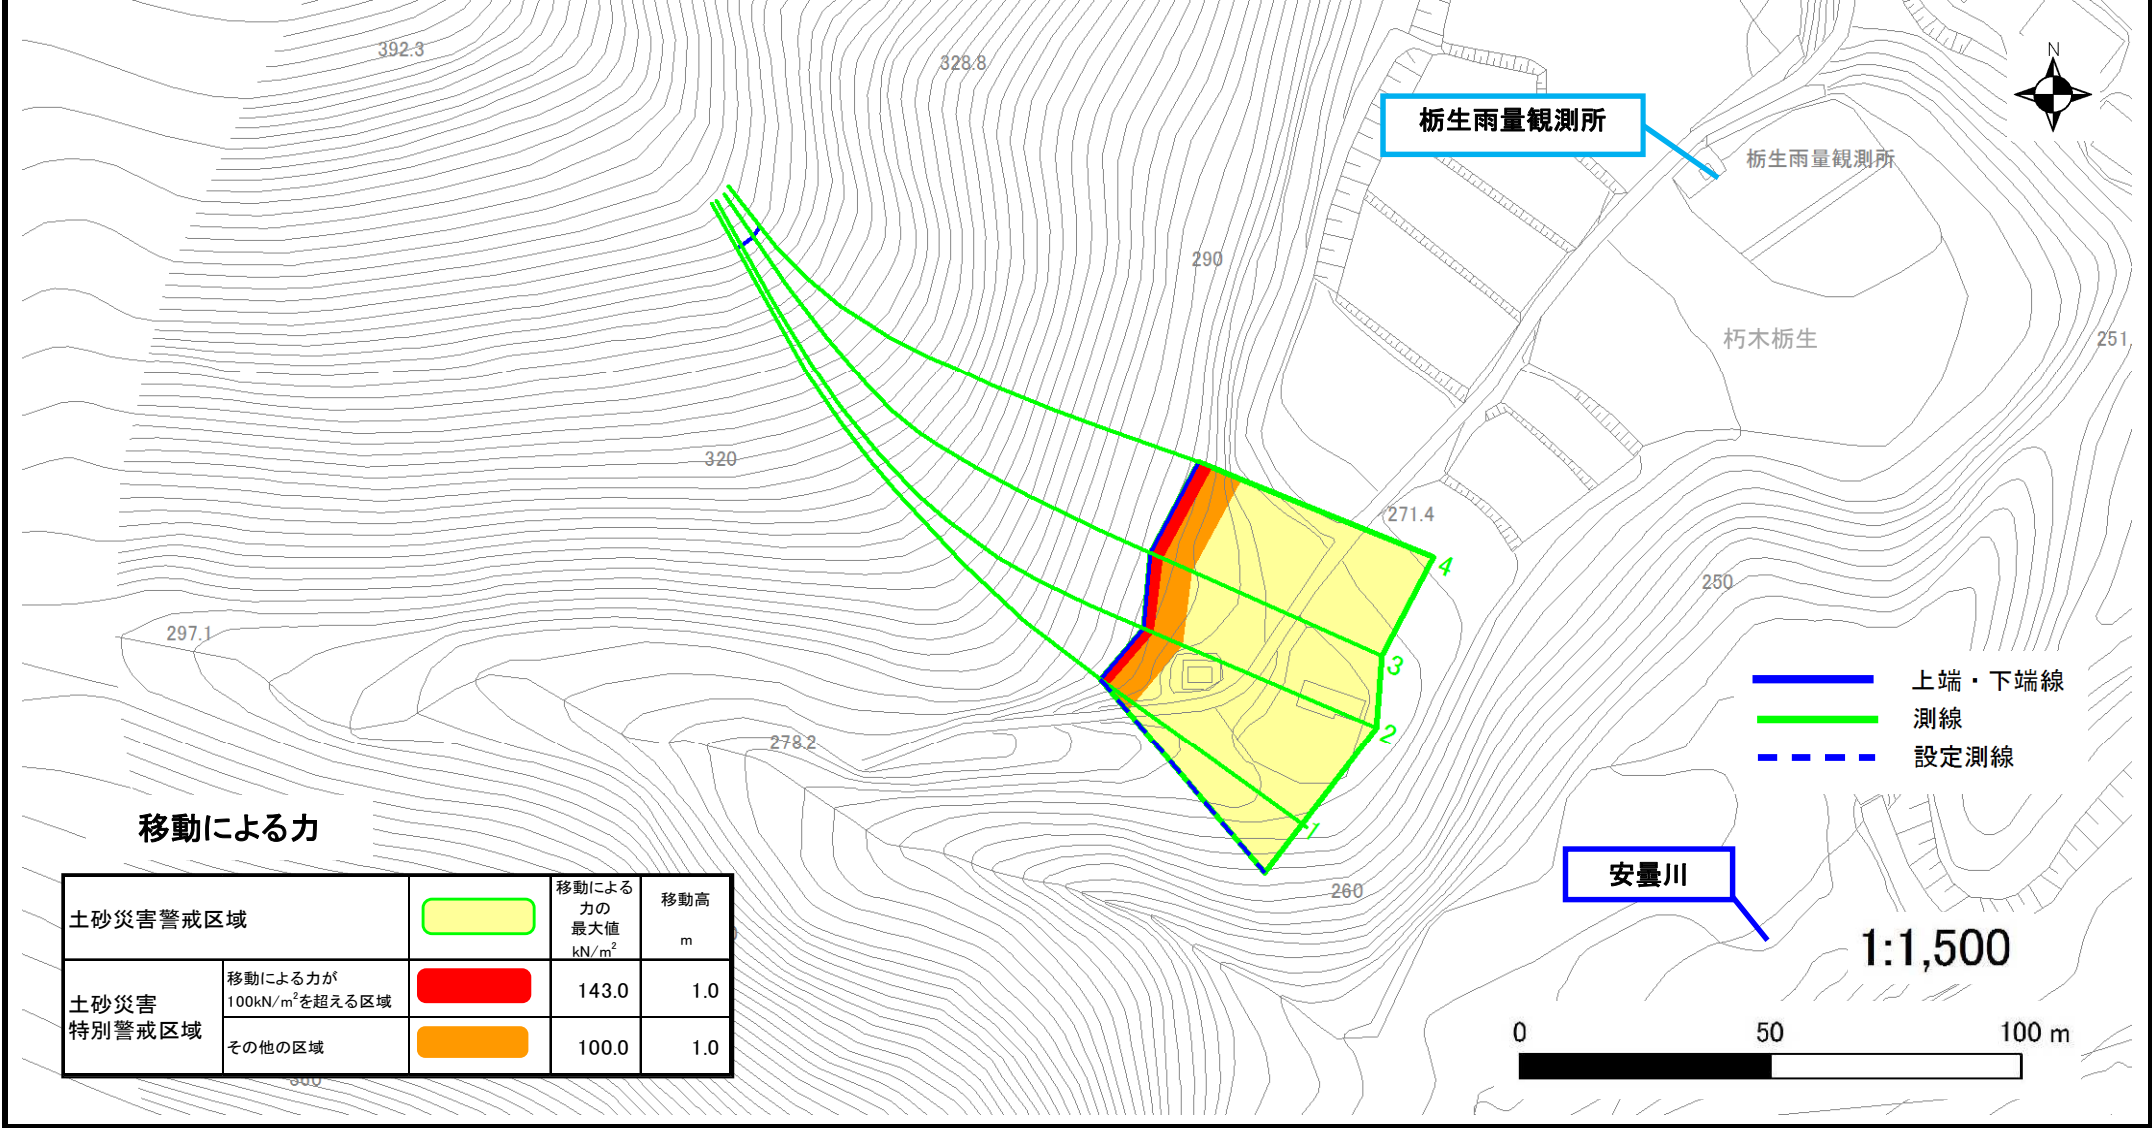 392.3
328.8
N
栃生雨量観測所
栃生雨量観測所
290
朽木栃生
251
320
271.4
4
250
297.1
3
上端・下端線
2
測線
278.2
設定測線
1
移動による力
安曇川
260
土砂災害警戒区域
移動による
力の
最大値
kN/m²
移動高
m
1:1,500
土砂災害
特別警戒区域
移動による力が
100kN/m²を超える区域
143.0 1.0
その他の区域
100.0 1.0
0 50 100 m